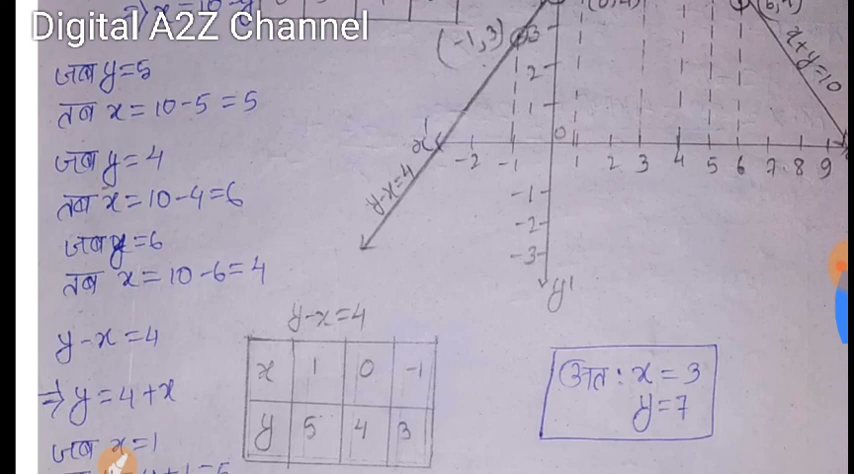 ⇒ x = 10 - y
Digital A2Z Channel
जब y = 5
तब x = 10 - 5 = 5
जब y = 4
तब x = 10 - 4 = 6
जब y = 6
तब x = 10 - 6 = 4
y - x = 4
⇒ y = 4 + x
जब x = 1
(-1, 3)
3
2
1
0
x'
-2 -1 1 2 3 4 5 6 7 8 9
-1
-2
-3
y'
y - x = 4
x + y = 10
y - x = 4
x 1 0 -1
y 5 4 3
अतः x = 3
y = 7